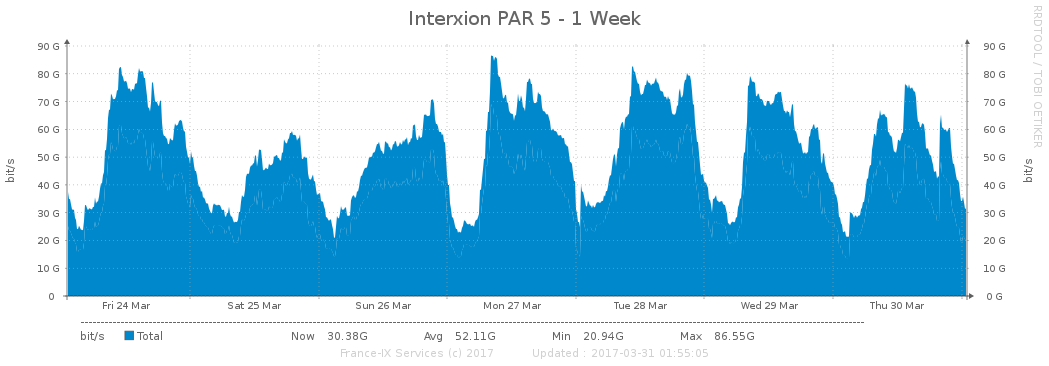 Interxion PAR 5 - 1 Week
RRDTOOL / TOBI OETIKER
bit/s
90 G 90 G
80 G 80 G
70 G 70 G
60 G 60 G
50 G 50 G
40 G 40 G
30 G 30 G
20 G 20 G
10 G 10 G
0 0 G
bit/s
Fri 24 Mar Sat 25 Mar Sun 26 Mar Mon 27 Mar Tue 28 Mar Wed 29 Mar Thu 30 Mar
bit/s Total Now 30.38G Avg 52.11G Min 20.94G Max 86.55G
France-IX Services (c) 2017 Updated : 2017-03-31 01:55:05